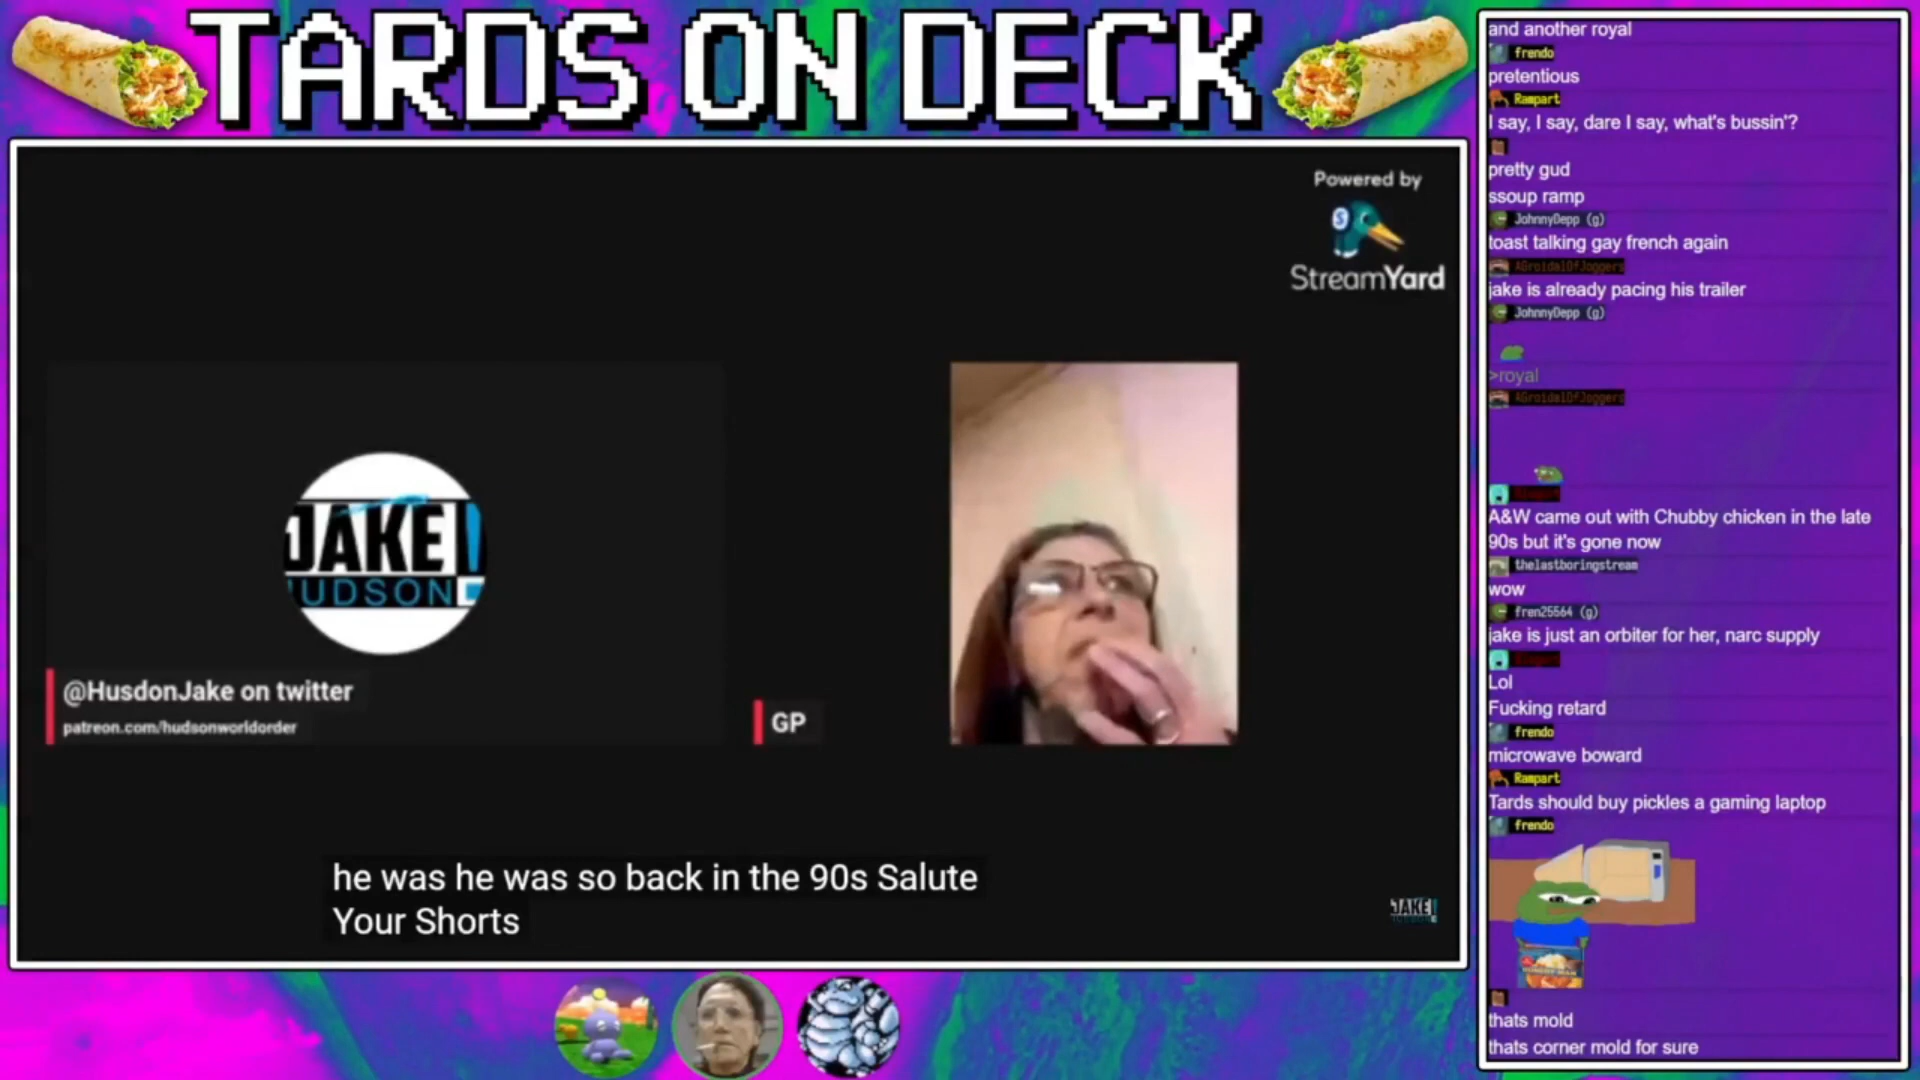 TARDS ON DECK
Powered by
StreamYard
JAKE!
HUDSON
@HusdonJake on twitter
patreon.com/hudsonworldorder
GP
he was he was so back in the 90s Salute
Your Shorts
JAKE!
and another royal
frendo
pretentious
Rampart
I say, I say, dare I say, what's bussin'?
pretty gud
ssoup ramp
JohnnyDepp (g)
toast talking gay french again
AGroidalOfJoggers
jake is already pacing his trailer
JohnnyDepp (g)
>royal
AGroidalOfJoggers
A&W came out with Chubby chicken in the late
90s but it's gone now
thelastboringstream
wow
fren25564 (g)
jake is just an orbiter for her, narc supply
Lol
Fucking retard
frendo
microwave boward
Rampart
Tards should buy pickles a gaming laptop
frendo
thats mold
thats corner mold for sure